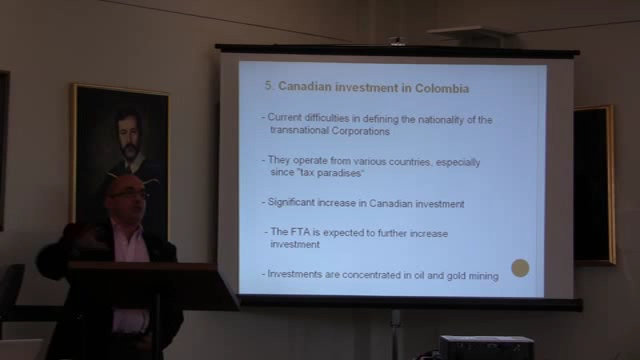 5. Canadian investment in Colombia
- Current difficulties in defining the nationality of the
transnational Corporations
- They operate from various countries, especially
since "tax paradises"
- Significant increase in Canadian investment
- The FTA is expected to further increase
investment
- Investments are concentrated in oil and gold mining